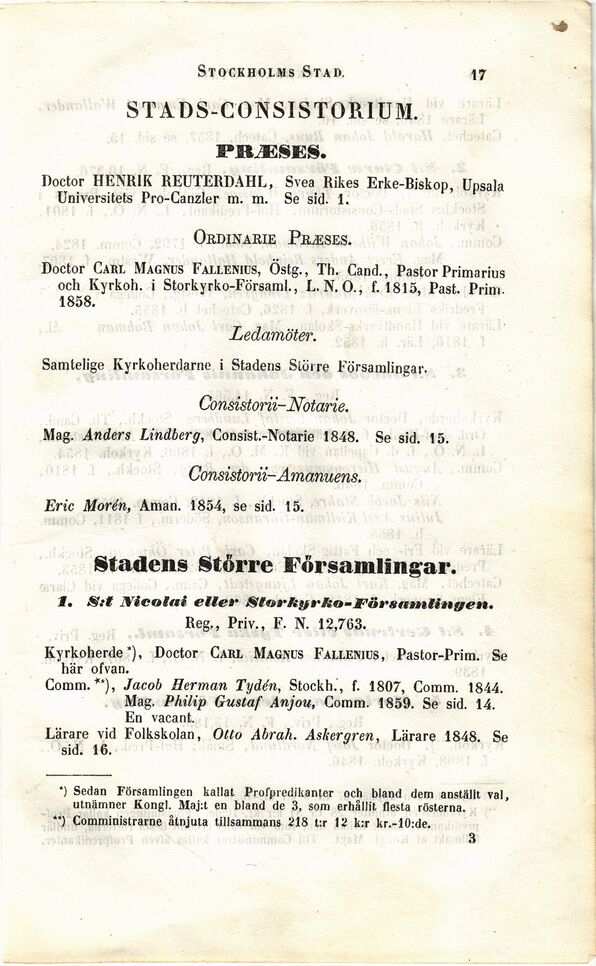 STOCKHOLMS STAD. 17
STADS-CONSISTORIUM.
PRÆSES.
Doctor HENRIK REUTERDAHL, Svea Rikes Erke-Biskop, Upsala
Universitets Pro-Canzler m. m. Se sid. 1.
ORDINARIE PRÆSES.
Doctor CARL MAGNUS FALLENIUS, Östg., Th. Cand., Pastor Primarius
och Kyrkoh. i Storkyrko-Församl., L. N. O., f. 1815, Past. Prim.
1858.
Ledamöter.
Samtelige Kyrkoherdarne i Stadens Större Församlingar.
Consistorii-Notarie.
Mag. Anders Lindberg, Consist.-Notarie 1848. Se sid. 15.
Consistorii-Amanuens.
Eric Morén, Aman. 1854, se sid. 15.
Stadens Större Församlingar.
1. S:t Nicolai eller Storkyrko-Församlingen.
Reg., Priv., F. N. 12,763.
Kyrkoherde*), Doctor CARL MAGNUS FALLENIUS, Pastor-Prim. Se
här ofvan.
Comm.**), Jacob Herman Tydén, Stockh., f. 1807, Comm. 1844.
Mag. Philip Gustaf Anjou, Comm. 1859. Se sid. 14.
En vacant.
Lärare vid Folkskolan, Otto Abrah. Askergren, Lärare 1848. Se
sid. 16.
*) Sedan Församlingen kallat Profpredikanter och bland dem anställt val,
utnämner Kongl. Maj:t en bland de 3, som erhållit flesta rösterna.
**) Comministrarne åtnjuta tillsammans 218 t:r 12 k:r kr.-10:de.
3